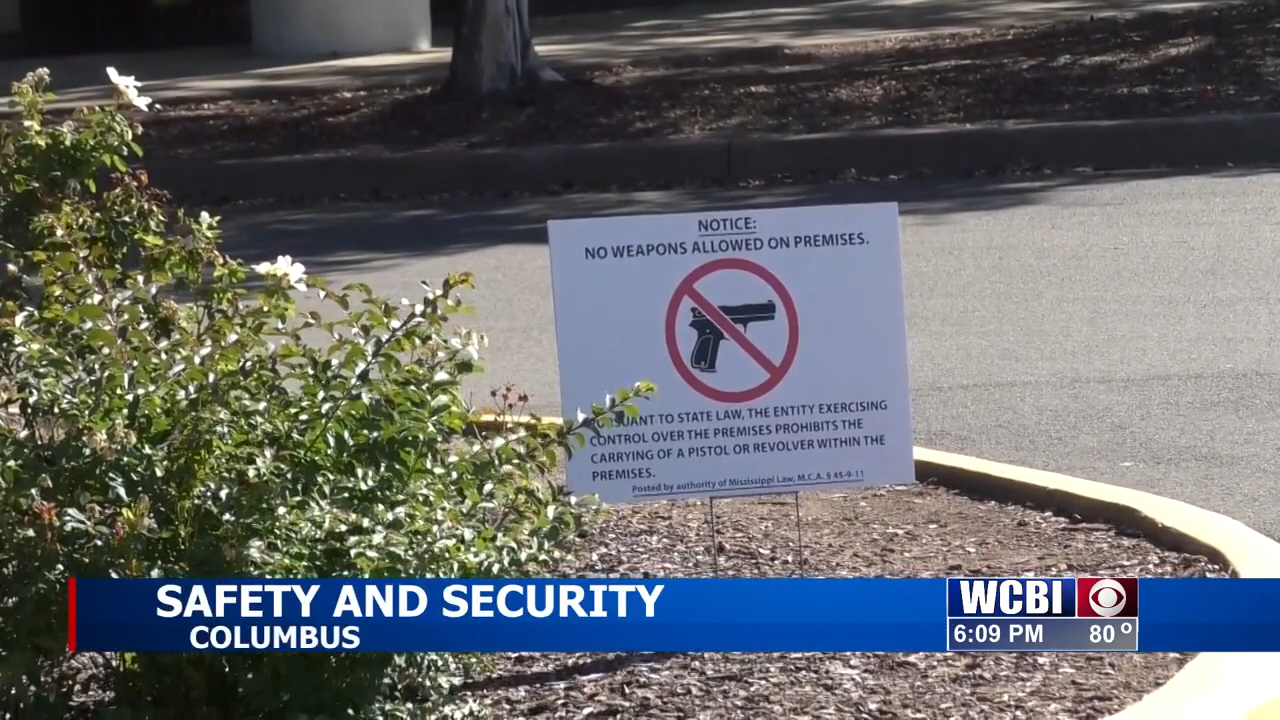 NOTICE:
NO WEAPONS ALLOWED ON PREMISES.
PURSUANT TO STATE LAW, THE ENTITY EXERCISING
CONTROL OVER THE PREMISES PROHIBITS THE
CARRYING OF A PISTOL OR REVOLVER WITHIN THE
PREMISES.
Posted by authority of Mississippi Law, M.C.A. § 45-9-11
SAFETY AND SECURITY
COLUMBUS
WCBI
6:09 PM 80°